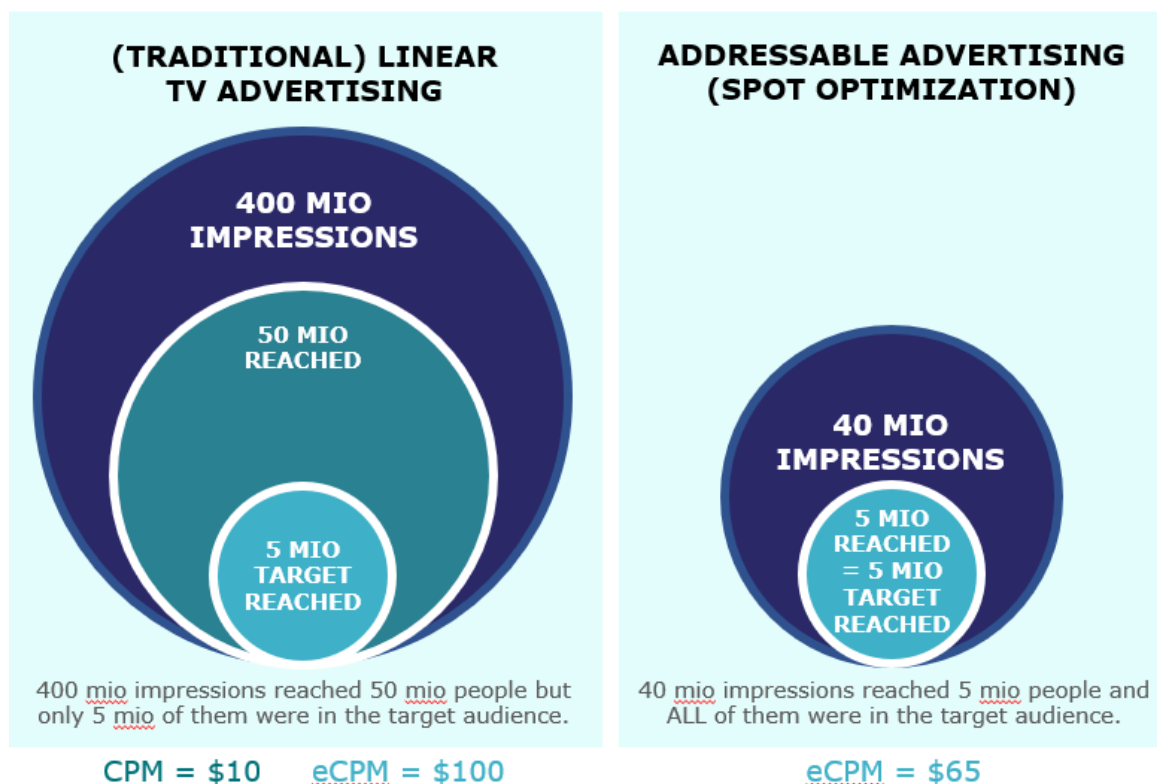 (TRADITIONAL) LINEAR
TV ADVERTISING
400 MIO
IMPRESSIONS
50 MIO
REACHED
5 MIO
TARGET
REACHED
400 mio impressions reached 50 mio people but
only 5 mio of them were in the target audience.
CPM = $10 eCPM = $100
ADDRESSABLE ADVERTISING
(SPOT OPTIMIZATION)
40 MIO
IMPRESSIONS
5 MIO
REACHED
= 5 MIO
TARGET
REACHED
40 mio impressions reached 5 mio people and
ALL of them were in the target audience.
eCPM = $65